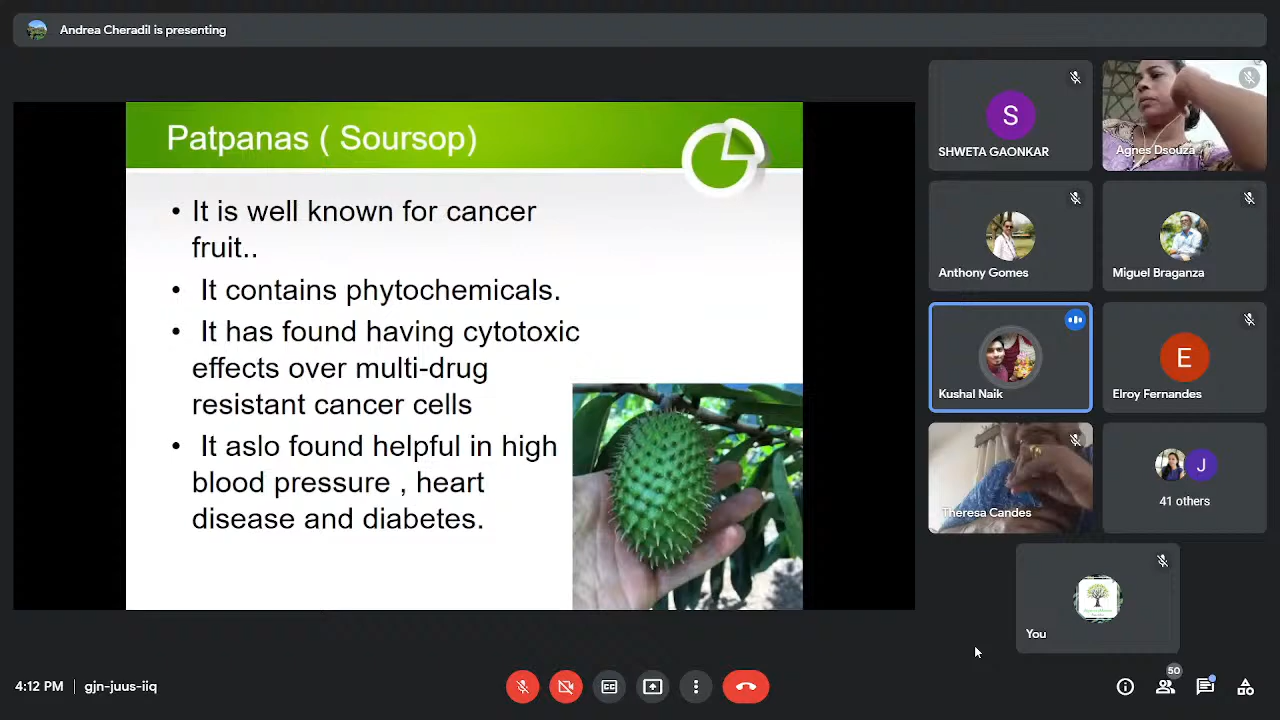 Andrea Cheradil is presenting
Patpanas ( Soursop)
• It is well known for cancer
fruit..
• It contains phytochemicals.
• It has found having cytotoxic
effects over multi-drug
resistant cancer cells
• It aslo found helpful in high
blood pressure , heart
disease and diabetes.
S
SHWETA GAONKAR
Agnes Dsouza
Anthony Gomes
Miguel Braganza
Kushal Naik
E
Elroy Fernandes
Theresa Candes
J
41 others
You
4:12 PM | gjn-juus-iiq
CC
50